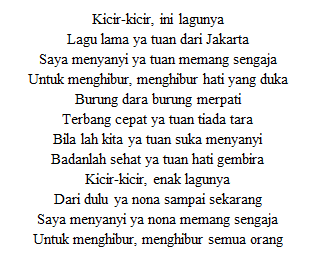 Kicir-kicir, ini lagunya
Lagu lama ya tuan dari Jakarta
Saya menyanyi ya tuan memang sengaja
Untuk menghibur, menghibur hati yang duka
Burung dara burung merpati
Terbang cepat ya tuan tiada tara
Bila lah kita ya tuan suka menyanyi
Badanlah sehat ya tuan hati gembira
Kicir-kicir, enak lagunya
Dari dulu ya nona sampai sekarang
Saya menyanyi ya nona memang sengaja
Untuk menghibur, menghibur semua orang